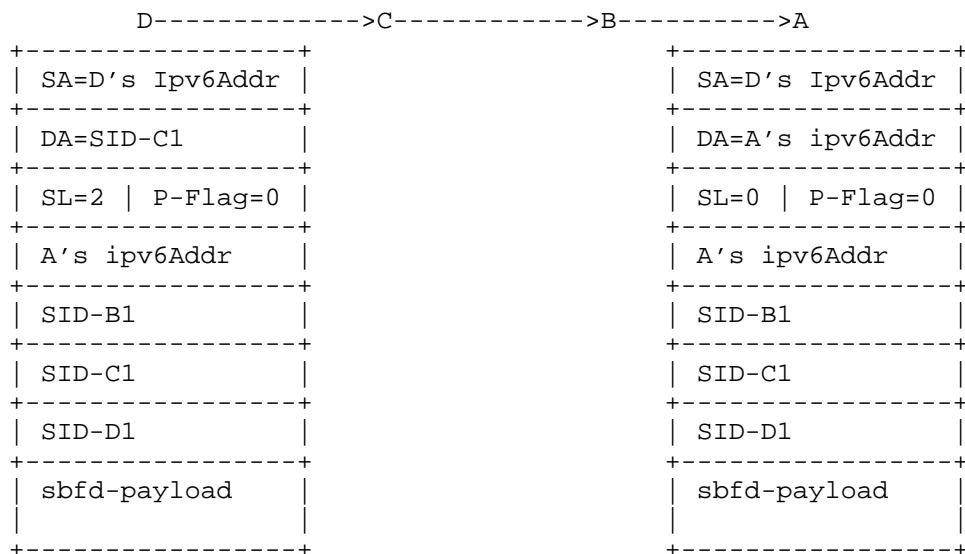 D------------->C------------>B---------->A
+-----------------+                       +-----------------+
| SA=D's Ipv6Addr |                       | SA=D's Ipv6Addr |
+-----------------+                       +-----------------+
| DA=SID-C1       |                       | DA=A's ipv6Addr |
+-----------------+                       +-----------------+
| SL=2 | P-Flag=0 |                       | SL=0 | P-Flag=0 |
+-----------------+                       +-----------------+
| A's ipv6Addr    |                       | A's ipv6Addr    |
+-----------------+                       +-----------------+
| SID-B1          |                       | SID-B1          |
+-----------------+                       +-----------------+
| SID-C1          |                       | SID-C1          |
+-----------------+                       +-----------------+
| SID-D1          |                       | SID-D1          |
+-----------------+                       +-----------------+
| sbfd-payload    |                       | sbfd-payload    |
|                 |                       |                 |
+-----------------+                       +-----------------+